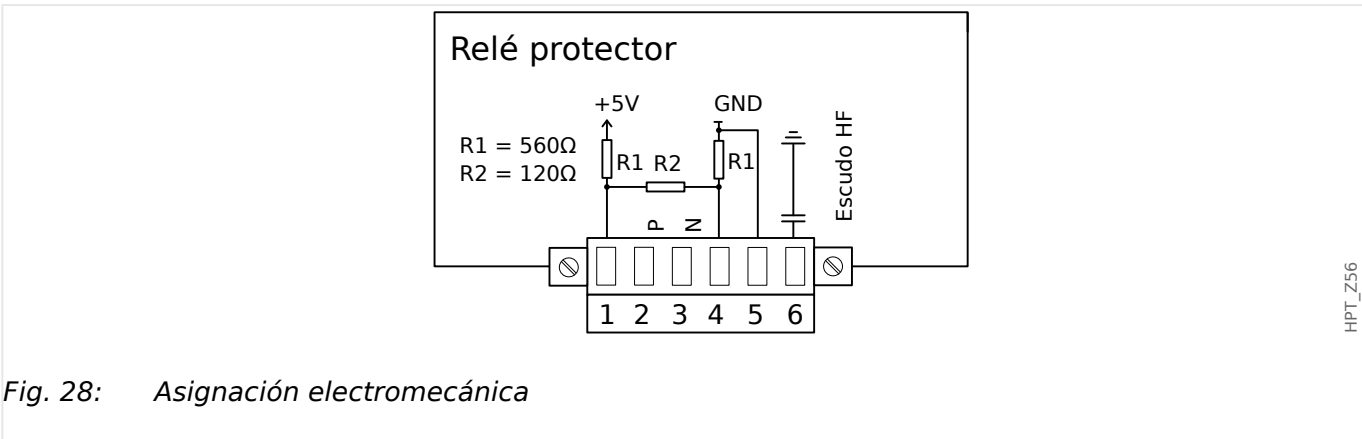 Relé protector
+5V GND
R1 = 560Ω
R2 = 120Ω
R1 R2 R1
Escudo HF
P N
1 2 3 4 5 6
HPT_Z56
Fig. 28: Asignación electromecánica